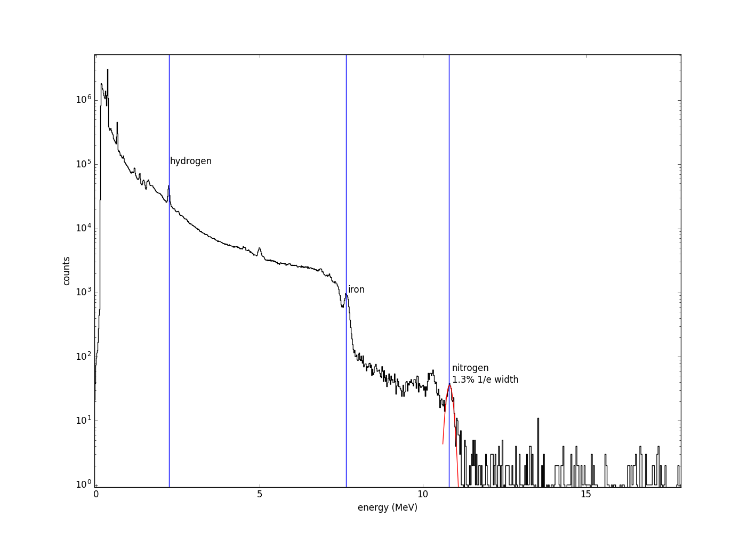 10⁶
hydrogen
10⁵
10⁴
counts
10³
iron
10²
nitrogen
1.3% 1/e width
10¹
10⁰
0 5 10 15
energy (MeV)